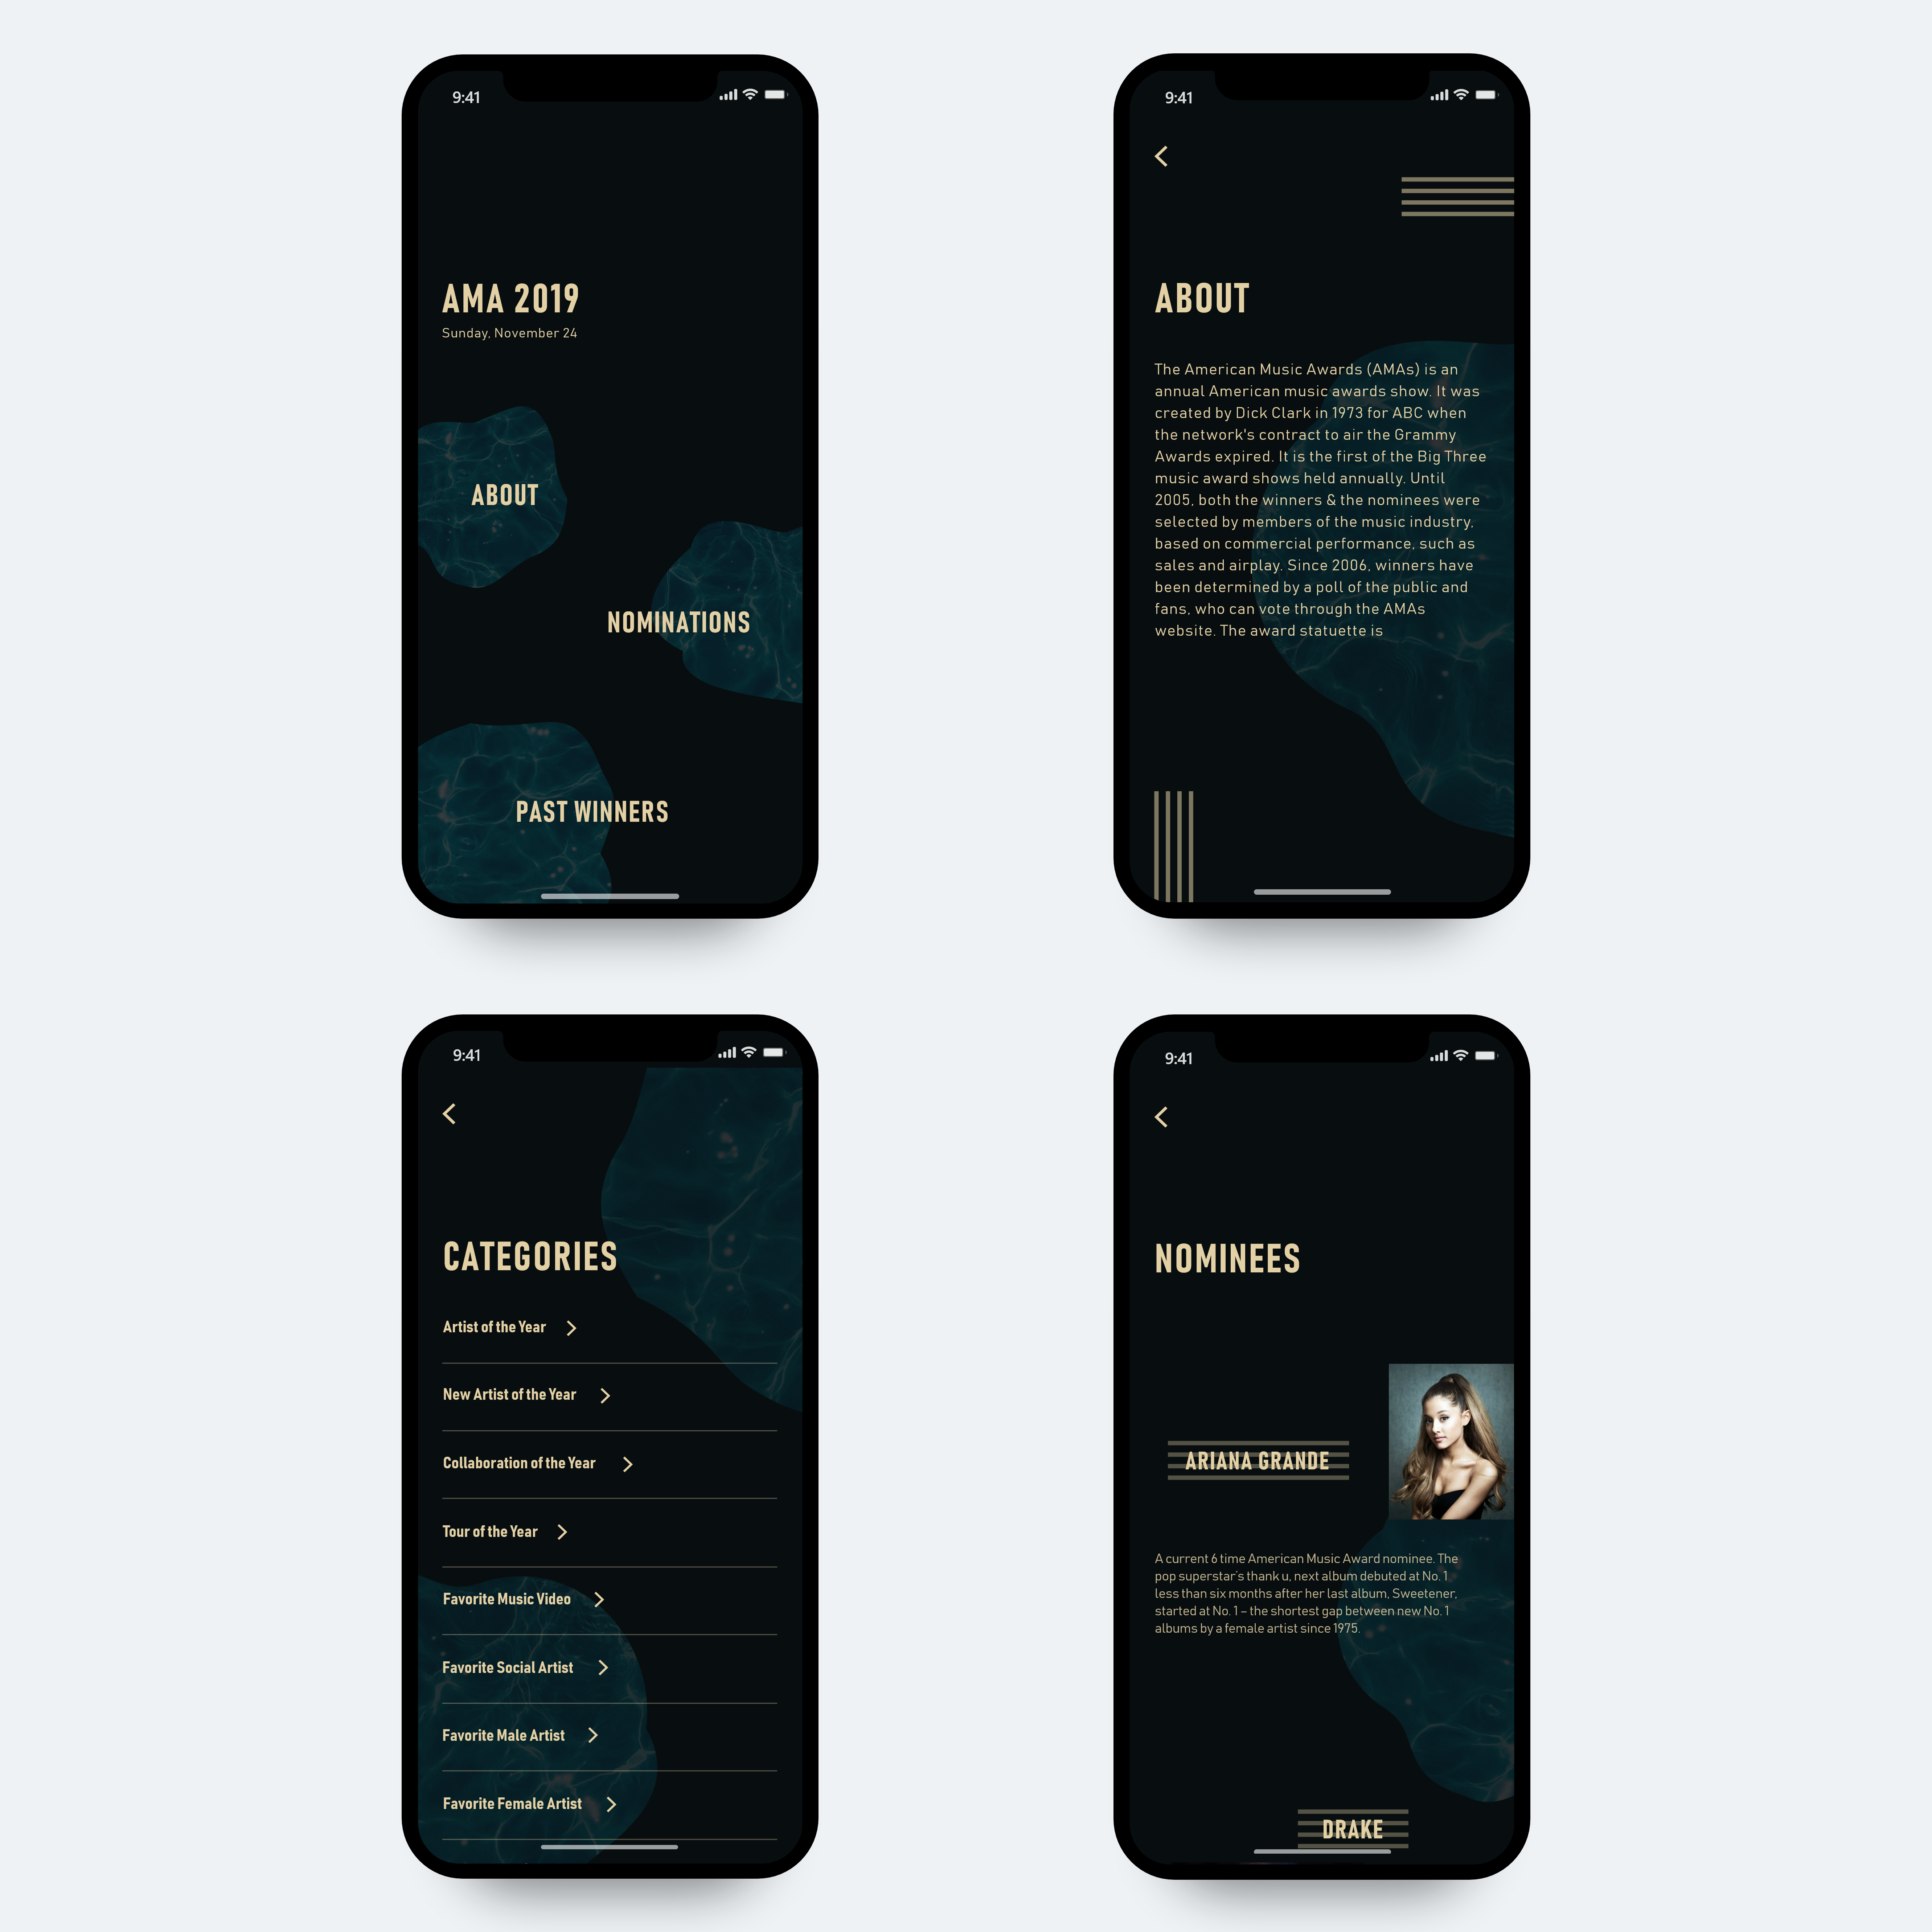 9:41
AMA 2019
Sunday, November 24
ABOUT
NOMINATIONS
PAST WINNERS
9:41
ABOUT
The American Music Awards (AMAs) is an
annual American music awards show. It was
created by Dick Clark in 1973 for ABC when
the network's contract to air the Grammy
Awards expired. It is the first of the Big Three
music award shows held annually. Until
2005, both the winners & the nominees were
selected by members of the music industry,
based on commercial performance, such as
sales and airplay. Since 2006, winners have
been determined by a poll of the public and
fans, who can vote through the AMAs
website. The award statuette is
9:41
CATEGORIES
Artist of the Year
New Artist of the Year
Collaboration of the Year
Tour of the Year
Favorite Music Video
Favorite Social Artist
Favorite Male Artist
Favorite Female Artist
9:41
NOMINEES
ARIANA GRANDE
A current 6 time American Music Award nominee. The
pop superstar's thank u, next album debuted at No. 1
less than six months after her last album, Sweetener,
started at No. 1 – the shortest gap between new No. 1
albums by a female artist since 1975.
DRAKE